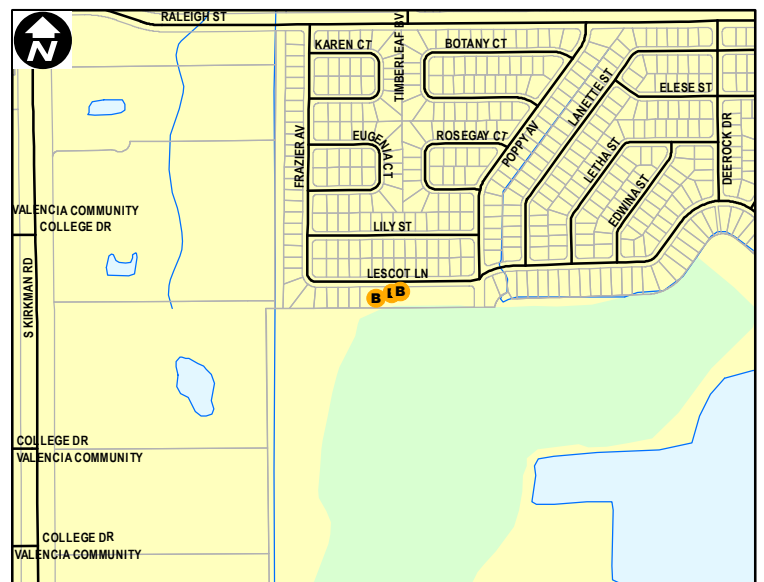 RALEIGH ST
N
KAREN CT
TIMBERLEAF BV
BOTANY CT
LANETTE ST
ELESE ST
FRAZIER AV
EUGENIA CT
ROSEGAY CT
POPPY AV
LETHA ST
DEEROCK DR
EDWINA ST
VALENCIA COMMUNITY
COLLEGE DR
LILY ST
S KIRKMAN RD
LESCOT LN
B
B
COLLEGE DR
VALENCIA COMMUNITY
COLLEGE DR
VALENCIA COMMUNITY